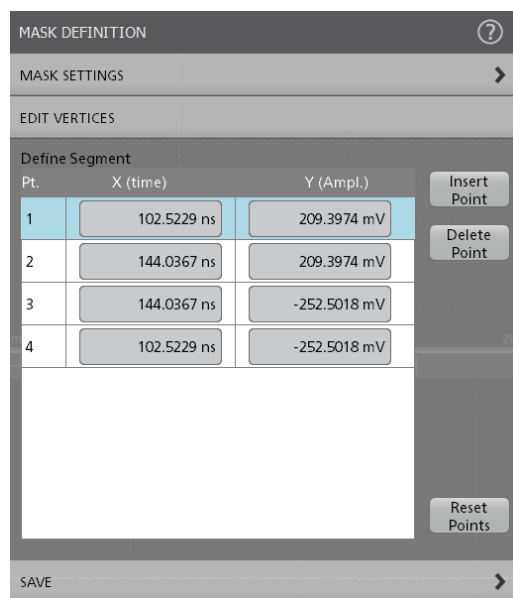 MASK DEFINITION ?
MASK SETTINGS
EDIT VERTICES
Define Segment
Pt. X (time) Y (Ampl.)
1 102.5229 ns 209.3974 mV
2 144.0367 ns 209.3974 mV
3 144.0367 ns -252.5018 mV
4 102.5229 ns -252.5018 mV
Insert
Point
Delete
Point
Reset
Points
SAVE